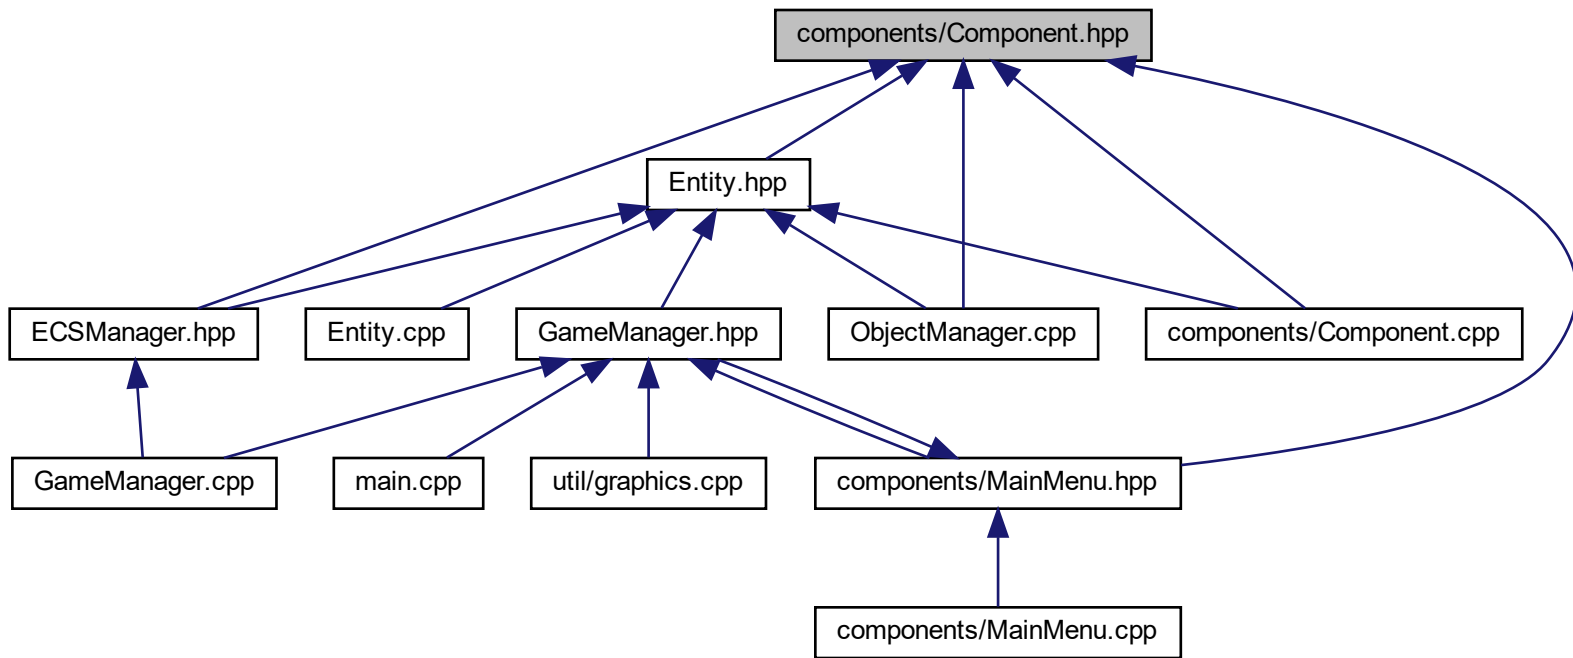 components/Component.hpp
Entity.hpp
ECSManager.hpp
Entity.cpp
GameManager.hpp
ObjectManager.cpp
components/Component.cpp
GameManager.cpp
main.cpp
util/graphics.cpp
components/MainMenu.hpp
components/MainMenu.cpp